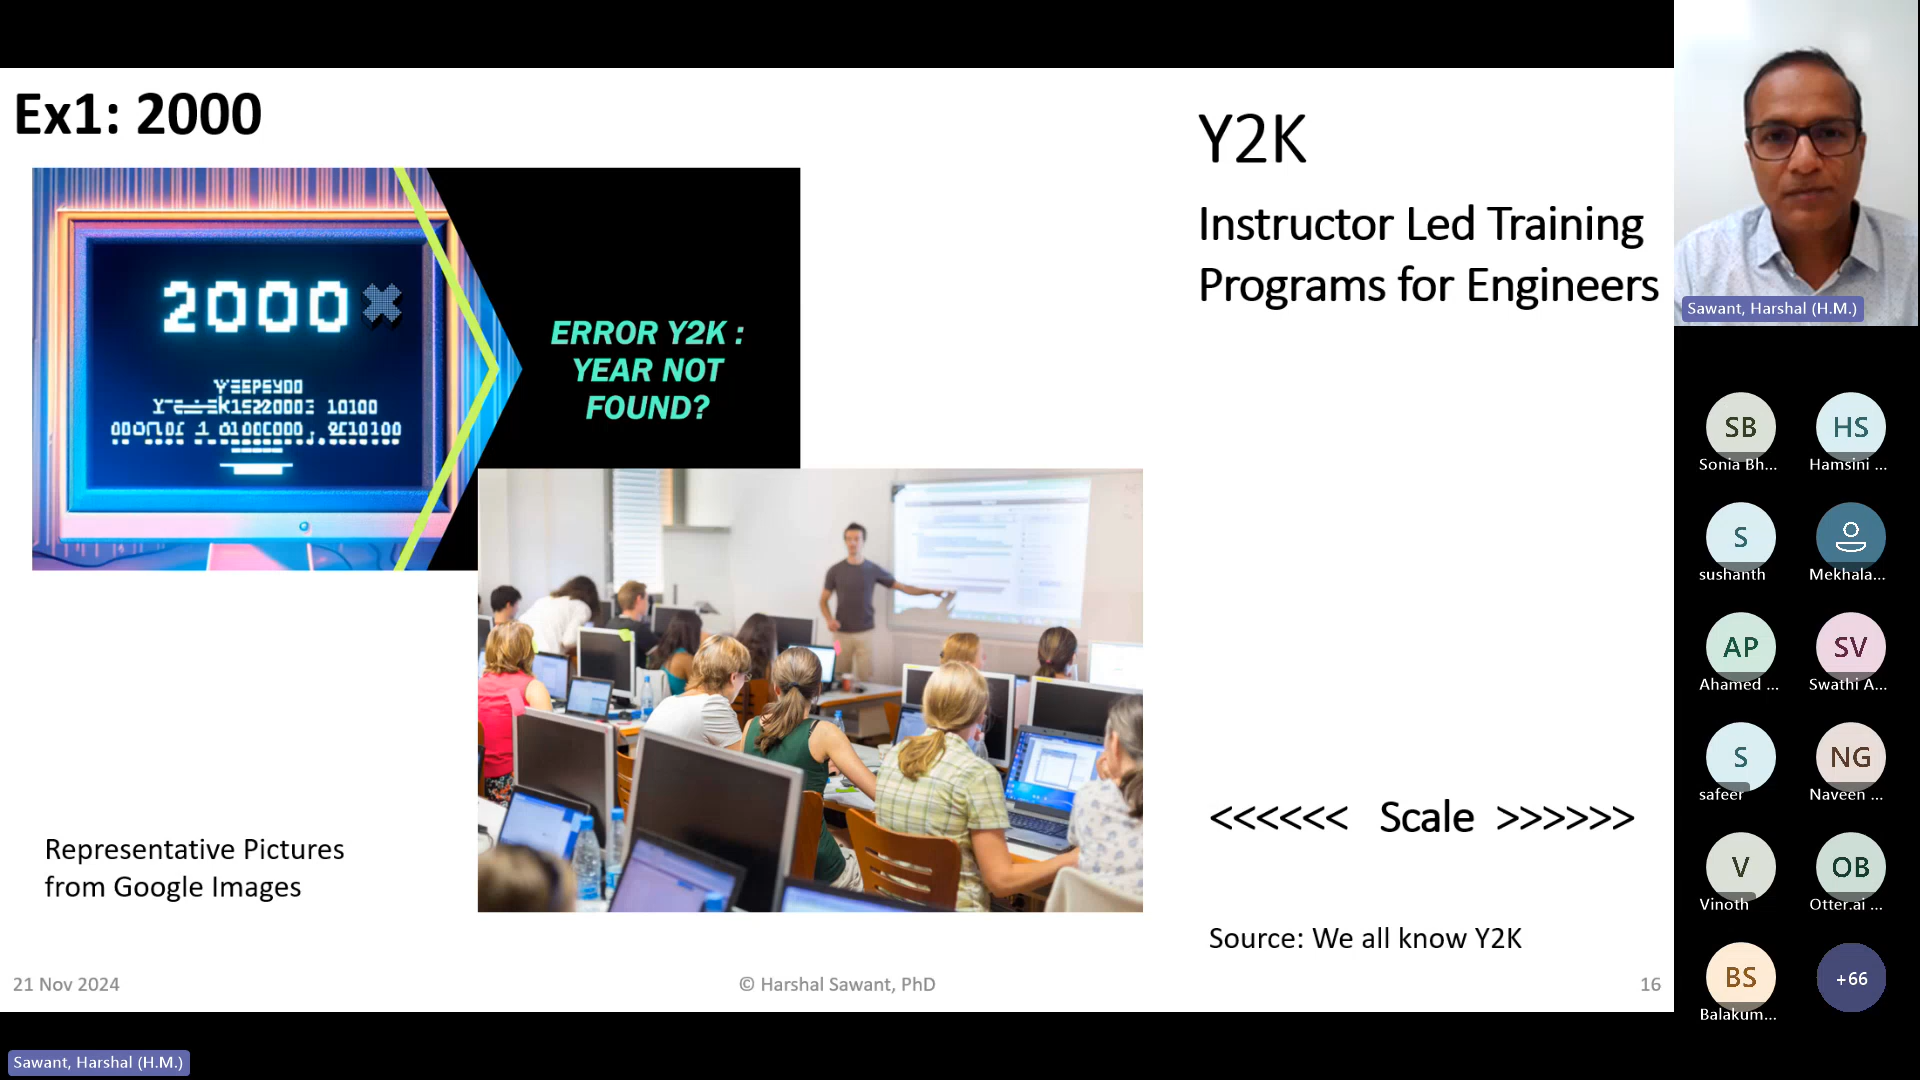 Ex1: 2000
2000
ERROR Y2K :
YEAR NOT
FOUND?
Y2K
Instructor Led Training
Programs for Engineers
<<<<<< Scale >>>>>>
Representative Pictures
from Google Images
Source: We all know Y2K
21 Nov 2024
© Harshal Sawant, PhD
16
Sawant, Harshal (H.M.)
SB
Sonia Bh...
HS
Hamsini ...
S
sushanth
Mekhala...
AP
Ahamed ...
SV
Swathi A...
S
safeer
NG
Naveen ...
V
Vinoth
OB
Otter.ai ...
BS
Balakum...
+66
Sawant, Harshal (H.M.)